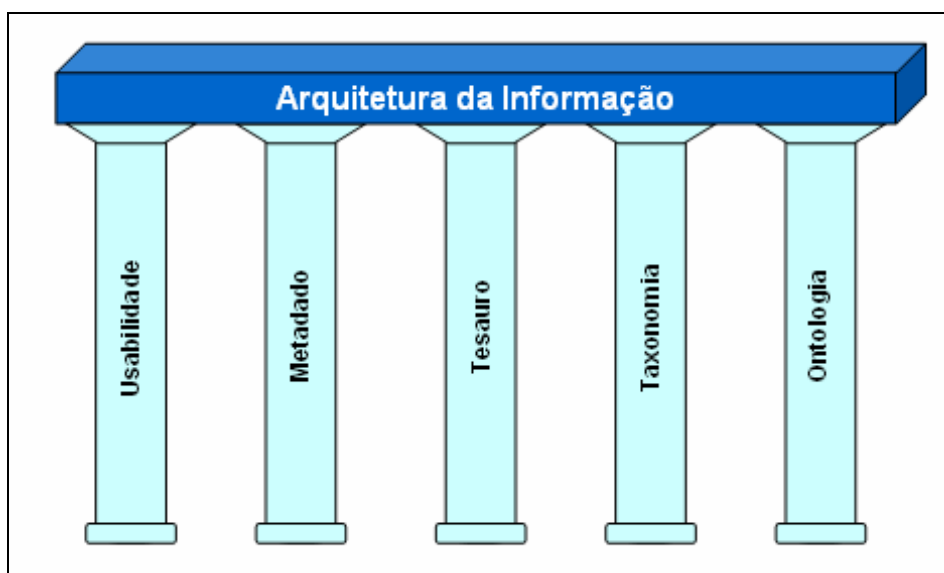 Arquitetura da Informação
Usabilidade
Metadado
Tesauro
Taxonomia
Ontologia